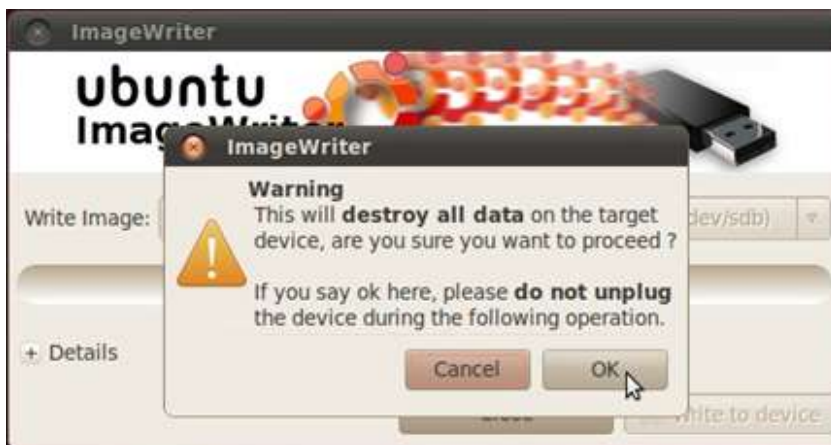 ImageWriter
ubuntu
ImageWriter
ImageWriter
Warning
This will destroy all data on the target
device, are you sure you want to proceed ?
If you say ok here, please do not unplug
the device during the following operation.
Write Image:
dev/sdb)
+ Details
Cancel
OK
Close
Write to device